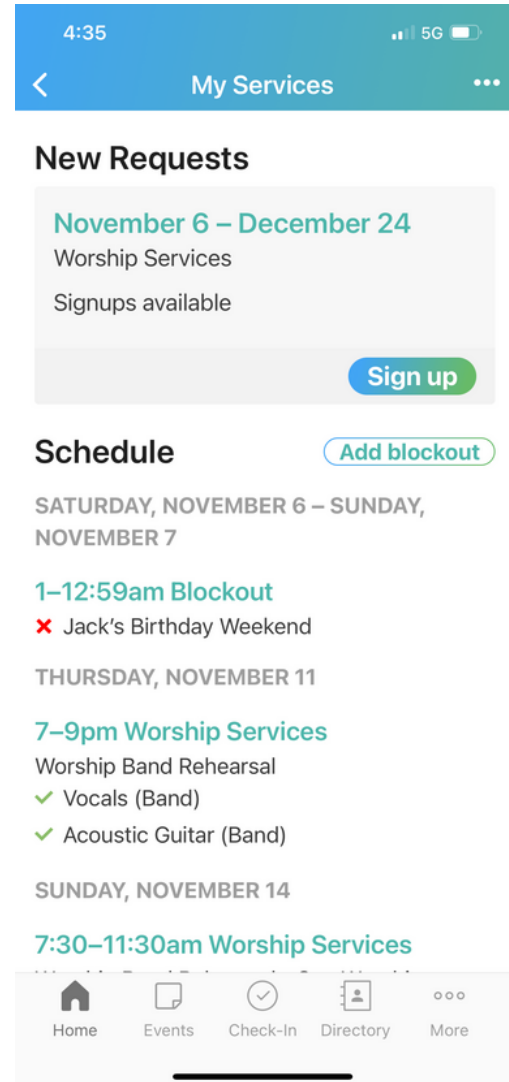 4:35 5G
My Services
New Requests
November 6 – December 24
Worship Services
Signups available
Sign up
Schedule Add blockout
SATURDAY, NOVEMBER 6 – SUNDAY,
NOVEMBER 7
1–12:59am Blockout
Jack's Birthday Weekend
THURSDAY, NOVEMBER 11
7–9pm Worship Services
Worship Band Rehearsal
Vocals (Band)
Acoustic Guitar (Band)
SUNDAY, NOVEMBER 14
7:30–11:30am Worship Services
Home Events Check-In Directory More